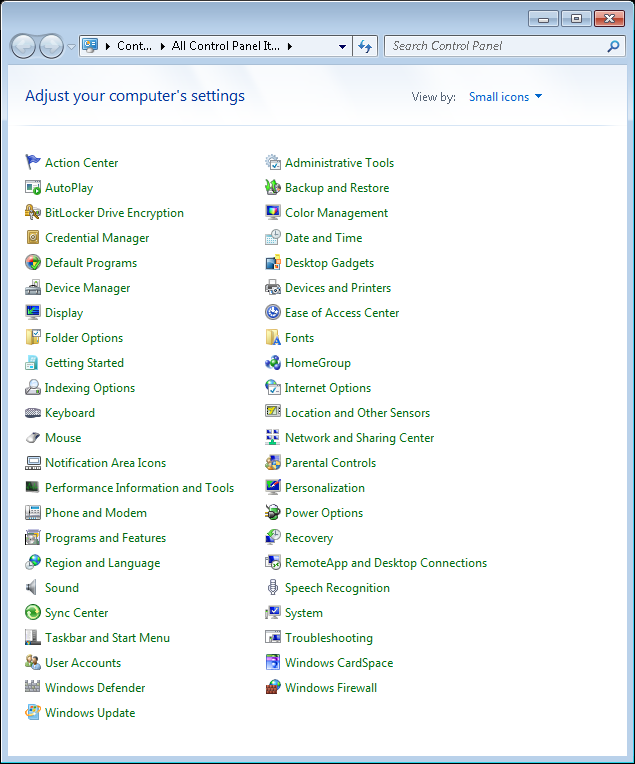 Cont... All Control Panel It... Search Control Panel
Adjust your computer's settings
View by: Small icons
Action Center Administrative Tools
AutoPlay Backup and Restore
BitLocker Drive Encryption Color Management
Credential Manager Date and Time
Default Programs Desktop Gadgets
Device Manager Devices and Printers
Display Ease of Access Center
Folder Options Fonts
Getting Started HomeGroup
Indexing Options Internet Options
Keyboard Location and Other Sensors
Mouse Network and Sharing Center
Notification Area Icons Parental Controls
Performance Information and Tools Personalization
Phone and Modem Power Options
Programs and Features Recovery
Region and Language RemoteApp and Desktop Connections
Sound Speech Recognition
Sync Center System
Taskbar and Start Menu Troubleshooting
User Accounts Windows CardSpace
Windows Defender Windows Firewall
Windows Update